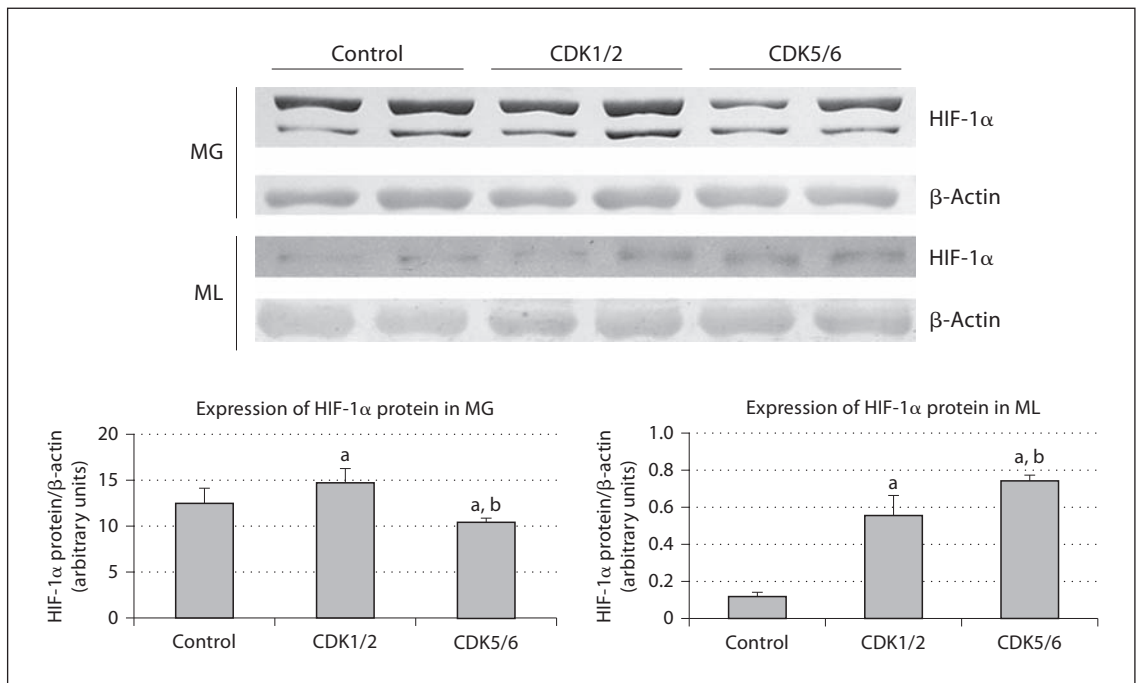 Control CDK1/2 CDK5/6
HIF-1α
MG
β-Actin
HIF-1α
ML
β-Actin
Expression of HIF-1α protein in MG
HIF-1α protein/β-actin
(arbitrary units)
20
15
10
5
0
a
a, b
Control CDK1/2 CDK5/6
Expression of HIF-1α protein in ML
HIF-1α protein/β-actin
(arbitrary units)
1.0
0.8
0.6
0.4
0.2
0
a
a, b
Control CDK1/2 CDK5/6